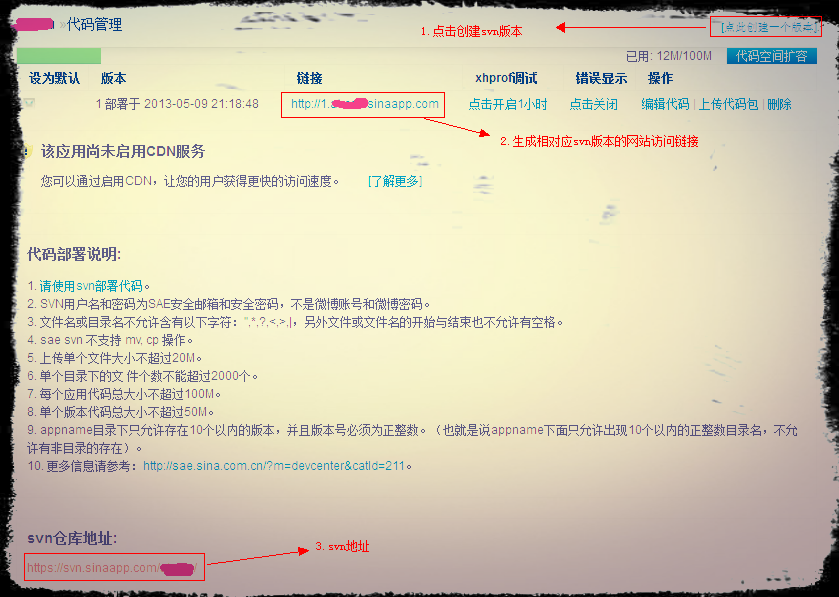 »代码管理
1. 点击创建svn版本
[点此创建一个版本]
已用: 12M/100M 代码空间扩容
设为默认 版本 链接 xhprof调试 错误显示 操作
1 部署于 2013-05-09 21:18:48 http://1. sinaapp.com 点击开启1小时 点击关闭 编辑代码 | 上传代码包 | 删除
2. 生成相对应svn版本的网站访问链接
该应用尚未启用CDN服务
您可以通过启用CDN，让您的用户获得更快的访问速度。 [了解更多]
代码部署说明:
1. 请使用svn部署代码。
2. SVN用户名和密码为SAE安全邮箱和安全密码，不是微博账号和微博密码。
3. 文件名或目录名不允许含有以下字符：",*,?,<,>,|，另外文件或文件名的开始与结束也不允许有空格。
4. sae svn 不支持 mv, cp 操作。
5. 上传单个文件大小不超过20M。
6. 单个目录下的文 件个数不能超过2000个。
7. 每个应用代码总大小不超过100M。
8. 单个版本代码总大小不超过50M。
9. appname目录下只允许存在10个以内的版本，并且版本号必须为正整数。（也就是说appname下面只允许出现10个以内的正整数目录名，不允
许有非目录的存在）。
10. 更多信息请参考：http://sae.sina.com.cn/?m=devcenter&catId=211。
svn仓库地址:
3. svn地址
https://svn.sinaapp.com/